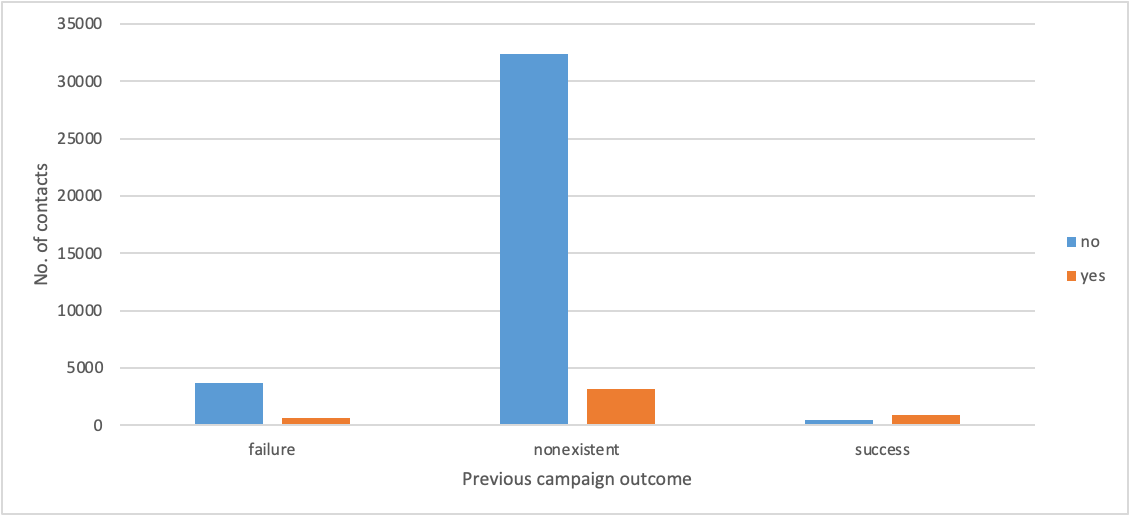 35000
30000
25000
20000
15000
10000
5000
0
No. of contacts
failure
nonexistent
success
Previous campaign outcome
no
yes